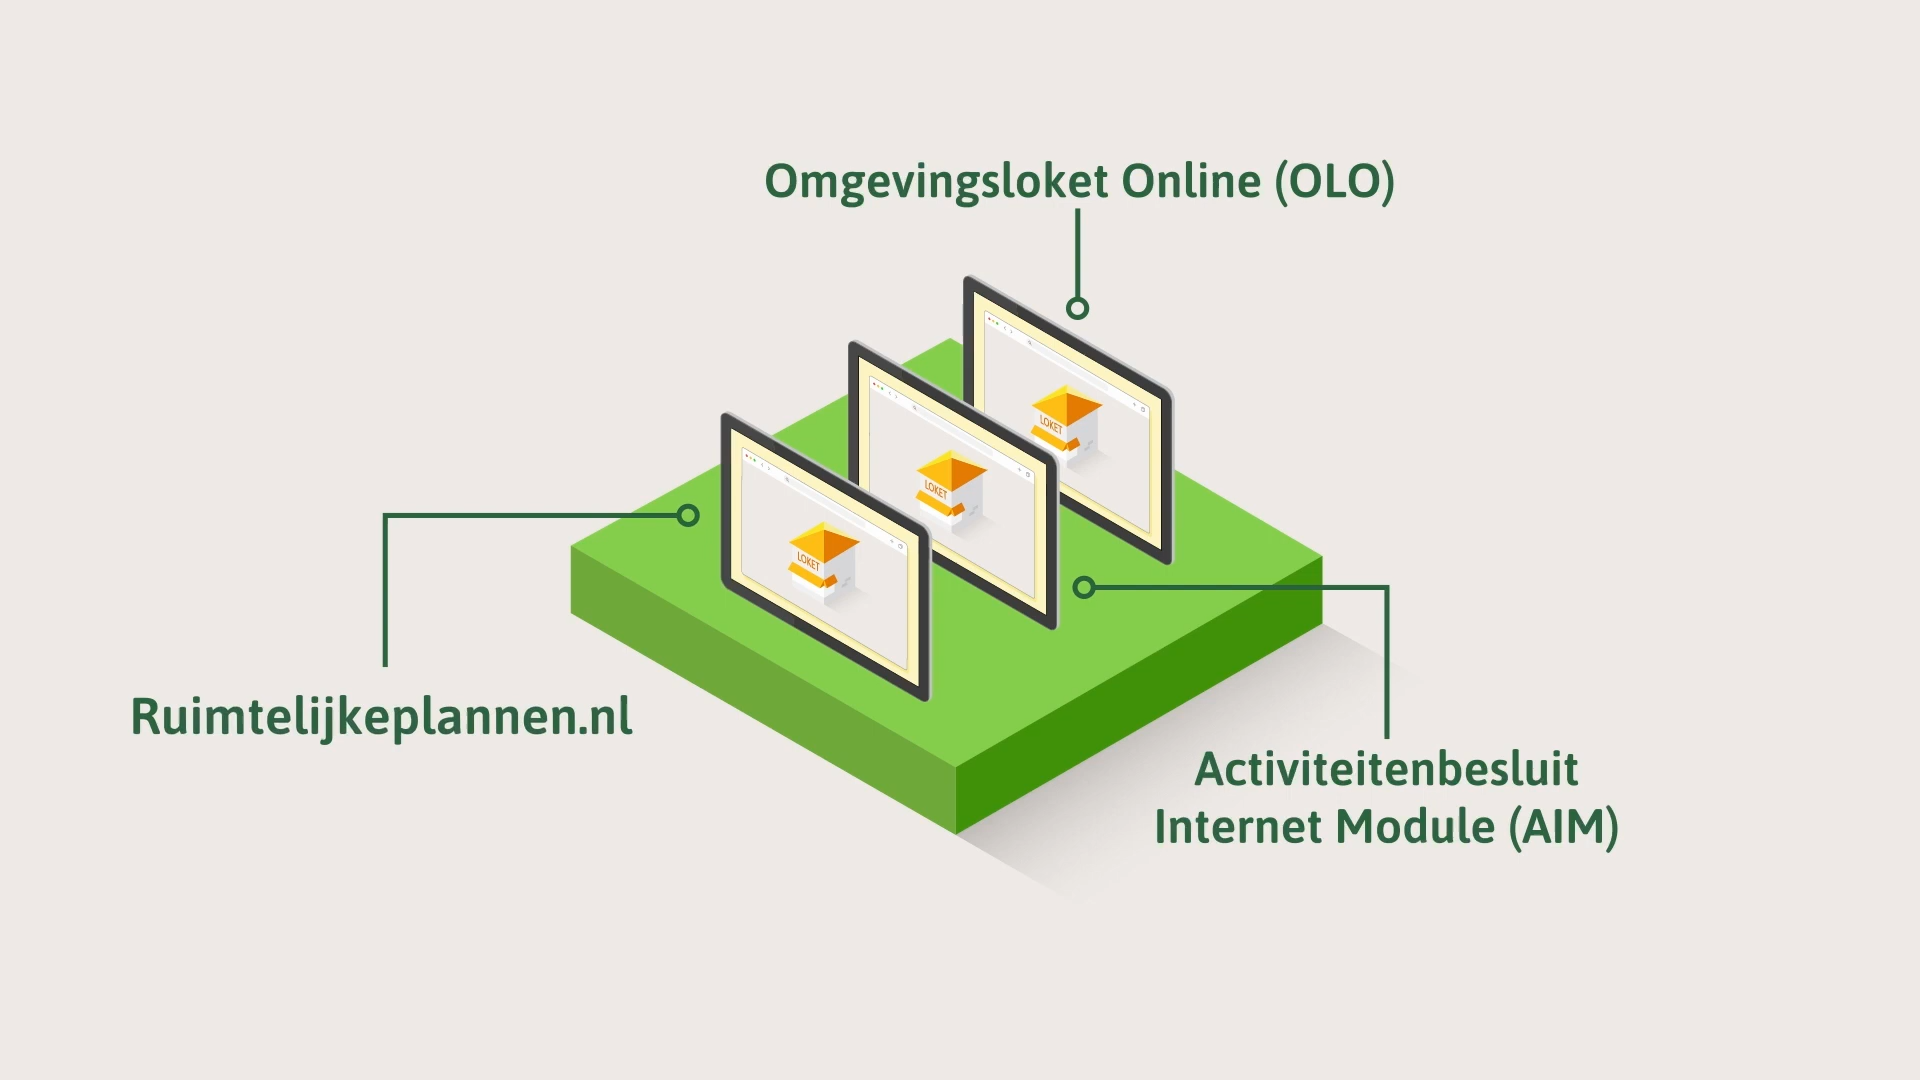 Omgevingsloket Online (OLO)
LOKET
LOKET
LOKET
Ruimtelijkeplannen.nl
Activiteitenbesluit
Internet Module (AIM)